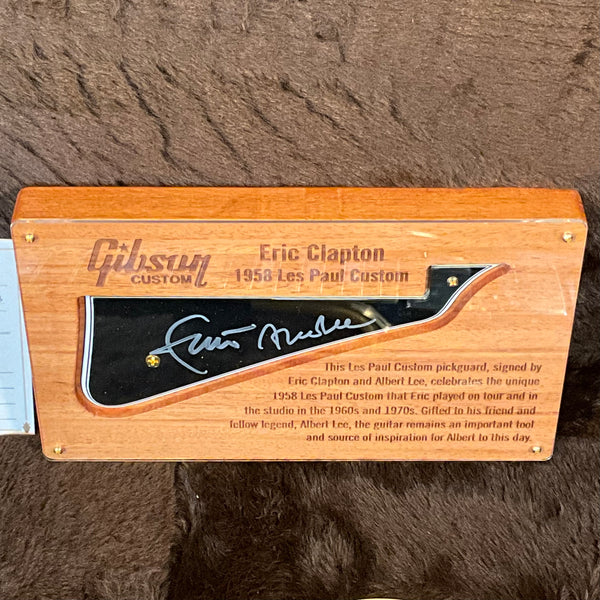 Gibson
CUSTOM
Eric Clapton
1958 Les Paul Custom
This Les Paul Custom pickguard, signed by
Eric Clapton and Albert Lee, celebrates the unique
1958 Les Paul Custom that Eric played on tour and in
the studio in the 1960s and 1970s. Gifted to his friend and
fellow legend, Albert Lee, the guitar remains an important tool
and source of inspiration for Albert to this day.